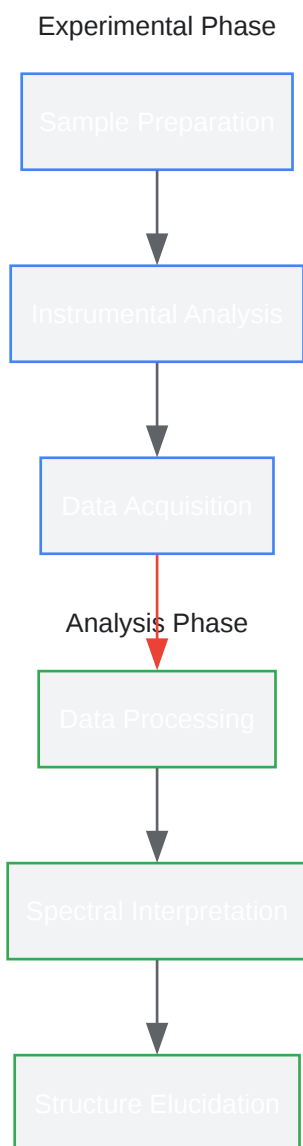 Experimental Phase
Sample Preparation
Instrumental Analysis
Data Acquisition
Analysis Phase
Data Processing
Spectral Interpretation
Structure Elucidation